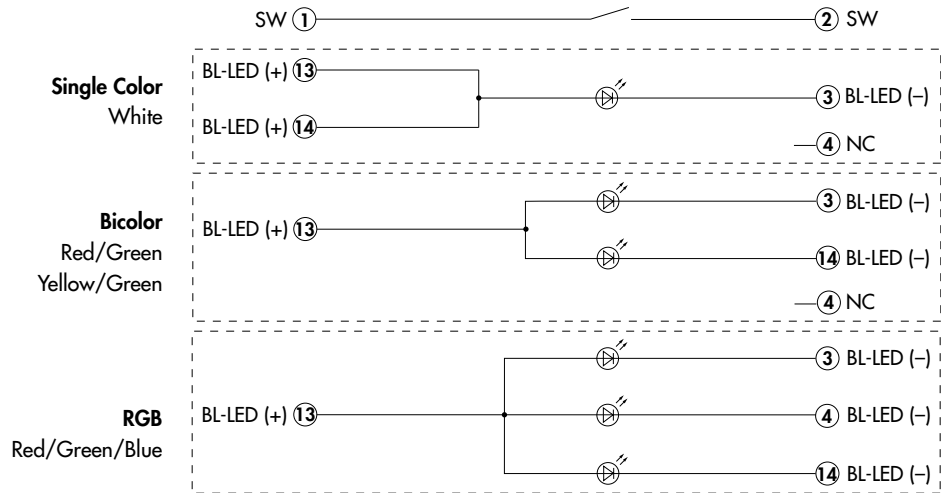 SW 1 2 SW
Single Color
White
BL-LED (+) 13
BL-LED (+) 14
3 BL-LED (–)
4 NC
Bicolor
Red/Green
Yellow/Green
BL-LED (+) 13
3 BL-LED (–)
14 BL-LED (–)
4 NC
RGB
Red/Green/Blue
BL-LED (+) 13
3 BL-LED (–)
4 BL-LED (–)
14 BL-LED (–)